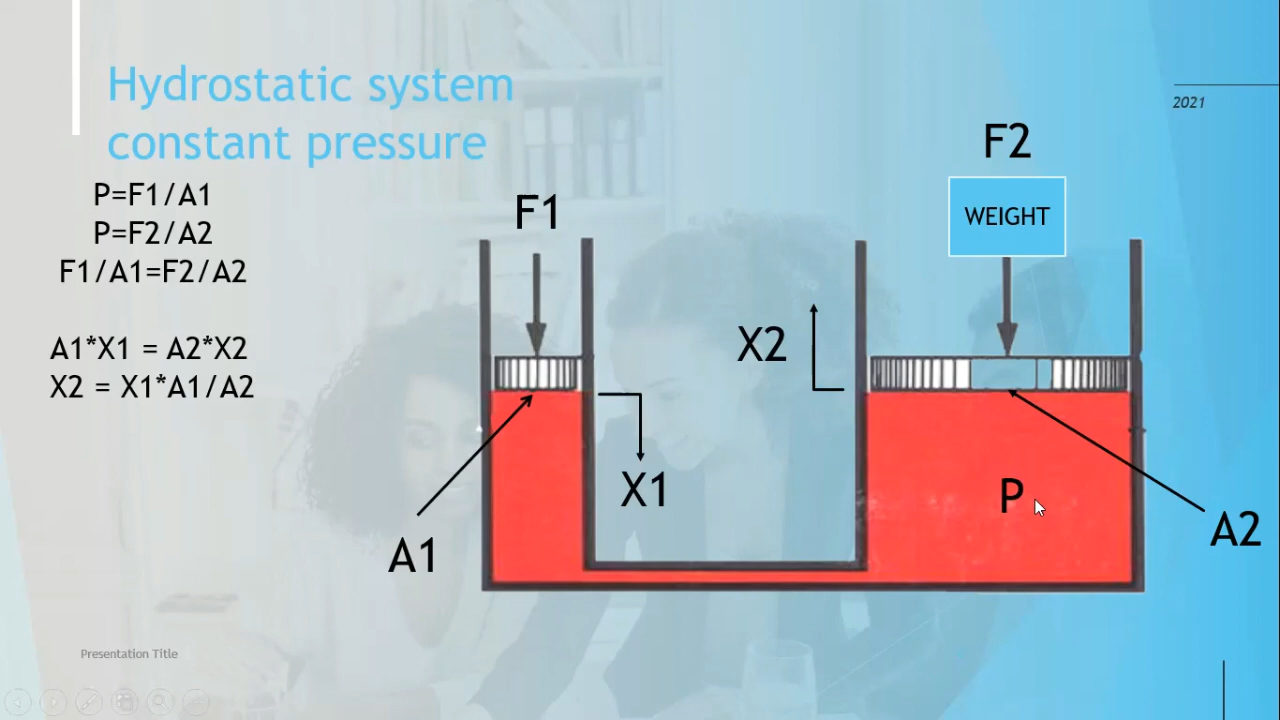 Hydrostatic system
constant pressure
2021
P=F1/A1
P=F2/A2
F1/A1=F2/A2
A1*X1 = A2*X2
X2 = X1*A1/A2
F1
F2
WEIGHT
X2
X1
P
A1
A2
Presentation Title